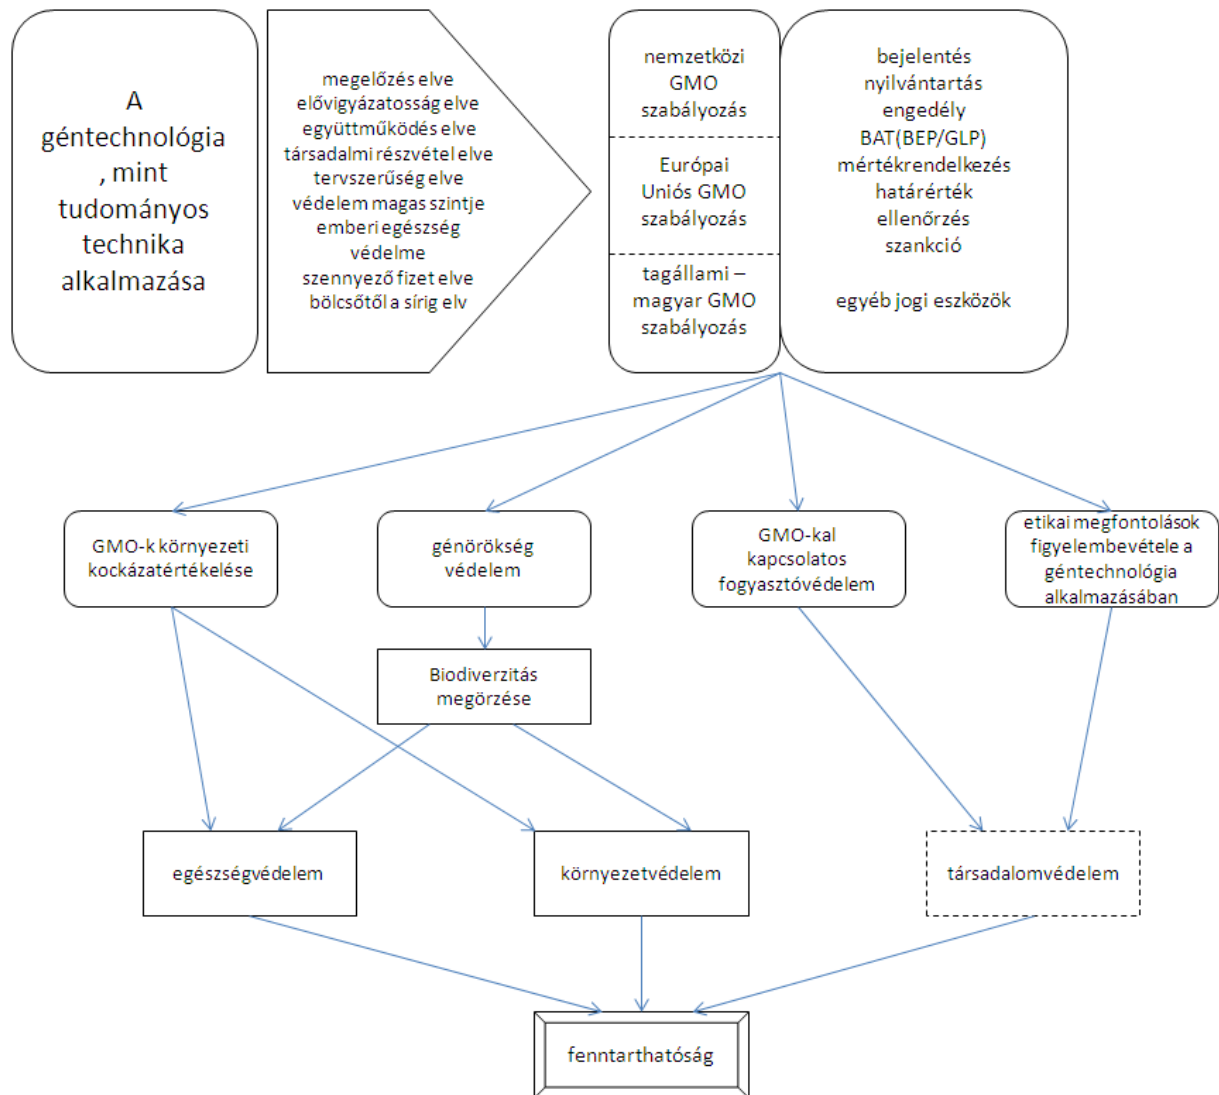 A
géntechnológia
, mint
tudományos
technika
alkalmazása
megelőzés elve
elővigyázatosság elve
együttműködés elve
társadalmi részvétel elve
tervszerűség elve
védelem magas szintje
emberi egészség
védelme
szennyező fizet elve
bölcsőtől a sírig elv
nemzetközi
GMO
szabályozás
Európai
Uniós GMO
szabályozás
tagállami –
magyar GMO
szabályozás
bejelentés
nyilvántartás
engedély
BAT(BEP/GLP)
mértékrendelkezés
határérték
ellenőrzés
szankció
egyéb jogi eszközök
GMO-k környezeti
kockázatértékelése
génörökség
védelem
GMO-kal
kapcsolatos
fogyasztóvédelem
etikai megfontolások
figyelembevétele a
géntechnológia
alkalmazásában
Biodiverzitás
megörzése
egészségvédelem
környezetvédelem
társadalomvédelem
fenntarthatóság